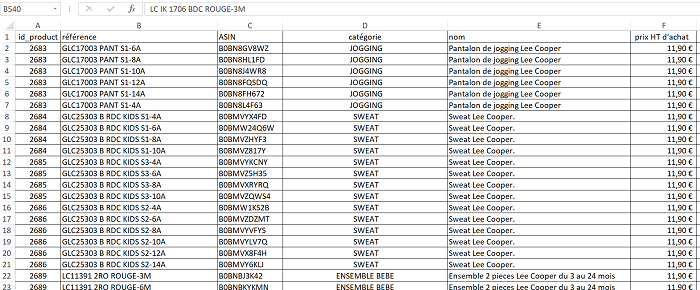 B540 fx LC IK 1706 BDC ROUGE-3M
A B C D E F
1 id_product référence ASIN catégorie nom prix HT d'achat
2 2683 GLC17003 PANT S1-6A B0BN8GV8WZ JOGGING Pantalon de jogging Lee Cooper 11,90 €
3 2683 GLC17003 PANT S1-8A B0BN8HL1FD JOGGING Pantalon de jogging Lee Cooper 11,90 €
4 2683 GLC17003 PANT S1-10A B0BN8J4WR8 JOGGING Pantalon de jogging Lee Cooper 11,90 €
5 2683 GLC17003 PANT S1-12A B0BN8FQSDQ JOGGING Pantalon de jogging Lee Cooper 11,90 €
6 2683 GLC17003 PANT S1-14A B0BN8FH672 JOGGING Pantalon de jogging Lee Cooper 11,90 €
7 2683 GLC17003 PANT S1-4A B0BN8L4F63 JOGGING Pantalon de jogging Lee Cooper 11,90 €
8 2684 GLC25303 B RDC KIDS S1-4A B0BMVYX4FD SWEAT Sweat Lee Cooper. 11,90 €
9 2684 GLC25303 B RDC KIDS S1-6A B0BMW24Q6W SWEAT Sweat Lee Cooper. 11,90 €
10 2684 GLC25303 B RDC KIDS S1-8A B0BMVZHYF3 SWEAT Sweat Lee Cooper. 11,90 €
11 2684 GLC25303 B RDC KIDS S1-10A B0BMVZ817Y SWEAT Sweat Lee Cooper. 11,90 €
12 2685 GLC25303 B RDC KIDS S3-4A B0BMVYKCNY SWEAT Sweat Lee Cooper. 11,90 €
13 2685 GLC25303 B RDC KIDS S3-6A B0BMVZ5H35 SWEAT Sweat Lee Cooper. 11,90 €
14 2685 GLC25303 B RDC KIDS S3-8A B0BMVXRYRQ SWEAT Sweat Lee Cooper. 11,90 €
15 2685 GLC25303 B RDC KIDS S3-10A B0BMVZQWS4 SWEAT Sweat Lee Cooper. 11,90 €
16 2686 GLC25303 B RDC KIDS S2-4A B0BMW1KS2B SWEAT Sweat Lee Cooper. 11,90 €
17 2686 GLC25303 B RDC KIDS S2-6A B0BMVZDZMT SWEAT Sweat Lee Cooper. 11,90 €
18 2686 GLC25303 B RDC KIDS S2-8A B0BMVYVFYS SWEAT Sweat Lee Cooper. 11,90 €
19 2686 GLC25303 B RDC KIDS S2-10A B0BMVYLV7Q SWEAT Sweat Lee Cooper. 11,90 €
20 2686 GLC25303 B RDC KIDS S2-12A B0BMVX8F4H SWEAT Sweat Lee Cooper. 11,90 €
21 2686 GLC25303 B RDC KIDS S2-14A B0BMVY6KLJ SWEAT Sweat Lee Cooper. 11,90 €
22 2689 LC11391 2RO ROUGE-3M B0BNBJ3K42 ENSEMBLE BEBE Ensemble 2 pieces Lee Cooper du 3 au 24 mois 11,90 €
23 2689 LC11391 2RO ROUGE-6M B0BNBKYKMN ENSEMBLE BEBE Ensemble 2 pieces Lee Cooper du 3 au 24 mois 11,90 €